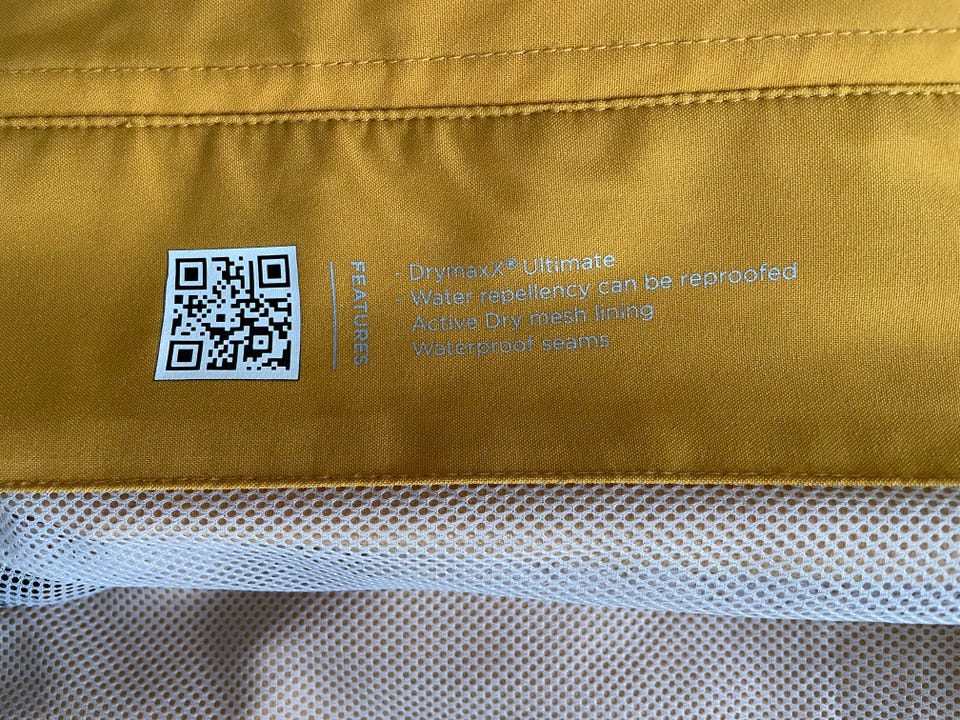 FEATURES
- DrymaxX® Ultimate
- Water repellency can be reproofed
- Active Dry mesh lining
Waterproof seams